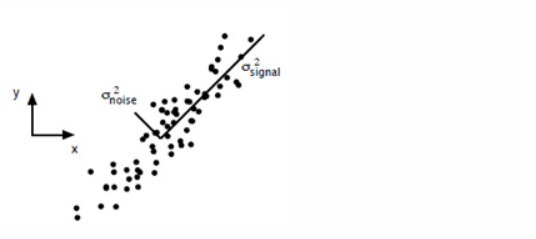 σ²signal
y
σ²noise
x